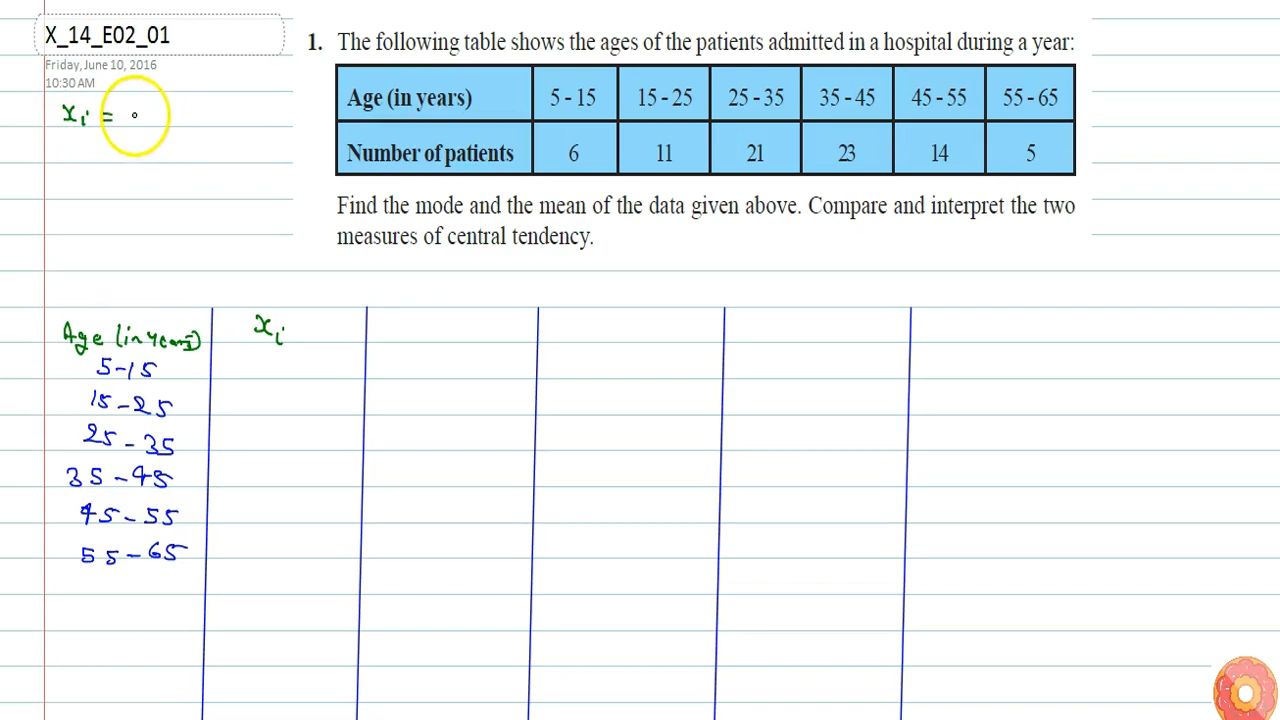 X_14_E02_01
Friday, June 10, 2016
10:30 AM
xi =
1. The following table shows the ages of the patients admitted in a hospital during a year:
Age (in years) 5 - 15 15 - 25 25 - 35 35 - 45 45 - 55 55 - 65
Number of patients 6 11 21 23 14 5
Find the mode and the mean of the data given above. Compare and interpret the two
measures of central tendency.
Age (in years) xi
5-15
15-25
25-35
35-45
45-55
55-65